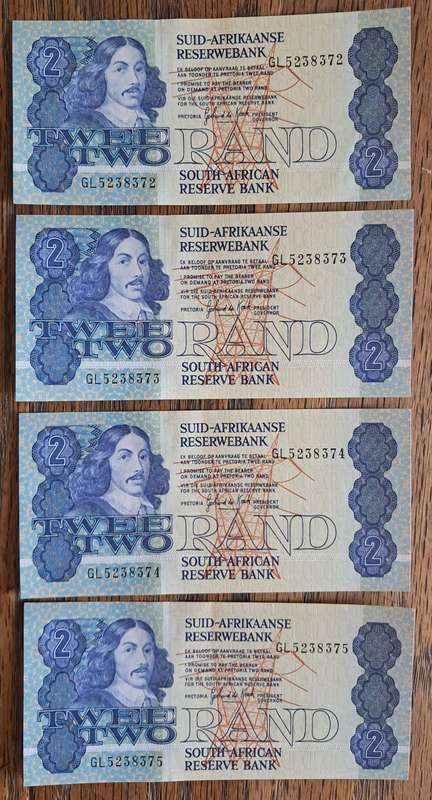 2
SUID-AFRIKAANSE
RESERWEBANK
GL5238372
EK BELOOF OP AANVRAAG TE BETAAL
AAN TOONDER TE PRETORIA TWEE RAND
I PROMISE TO PAY THE BEARER
ON DEMAND AT PRETORIA TWO RAND
VIR DIE SUID-AFRIKAANSE RESERWEBANK
FOR THE SOUTH AFRICAN RESERVE BANK
PRETORIA PRESIDENT
GOVERNOR
TWEE
TWO
RAND
2
GL5238372
SOUTH AFRICAN
RESERVE BANK
2
SUID-AFRIKAANSE
RESERWEBANK
GL5238373
EK BELOOF OP AANVRAAG TE BETAAL
AAN TOONDER TE PRETORIA TWEE RAND
I PROMISE TO PAY THE BEARER
ON DEMAND AT PRETORIA TWO RAND
VIR DIE SUID-AFRIKAANSE RESERWEBANK
FOR THE SOUTH AFRICAN RESERVE BANK
PRETORIA PRESIDENT
GOVERNOR
TWEE
TWO
RAND
2
GL5238373
SOUTH AFRICAN
RESERVE BANK
2
SUID-AFRIKAANSE
RESERWEBANK
GL5238374
EK BELOOF OP AANVRAAG TE BETAAL
AAN TOONDER TE PRETORIA TWEE RAND
I PROMISE TO PAY THE BEARER
ON DEMAND AT PRETORIA TWO RAND
VIR DIE SUID-AFRIKAANSE RESERWEBANK
FOR THE SOUTH AFRICAN RESERVE BANK
PRETORIA PRESIDENT
GOVERNOR
TWEE
TWO
RAND
2
GL5238374
SOUTH AFRICAN
RESERVE BANK
2
SUID-AFRIKAANSE
RESERWEBANK
GL5238375
EK BELOOF OP AANVRAAG TE BETAAL
AAN TOONDER TE PRETORIA TWEE RAND
I PROMISE TO PAY THE BEARER
ON DEMAND AT PRETORIA TWO RAND
VIR DIE SUID-AFRIKAANSE RESERWEBANK
FOR THE SOUTH AFRICAN RESERVE BANK
PRETORIA PRESIDENT
GOVERNOR
TWEE
TWO
RAND
2
GL5238375
SOUTH AFRICAN
RESERVE BANK